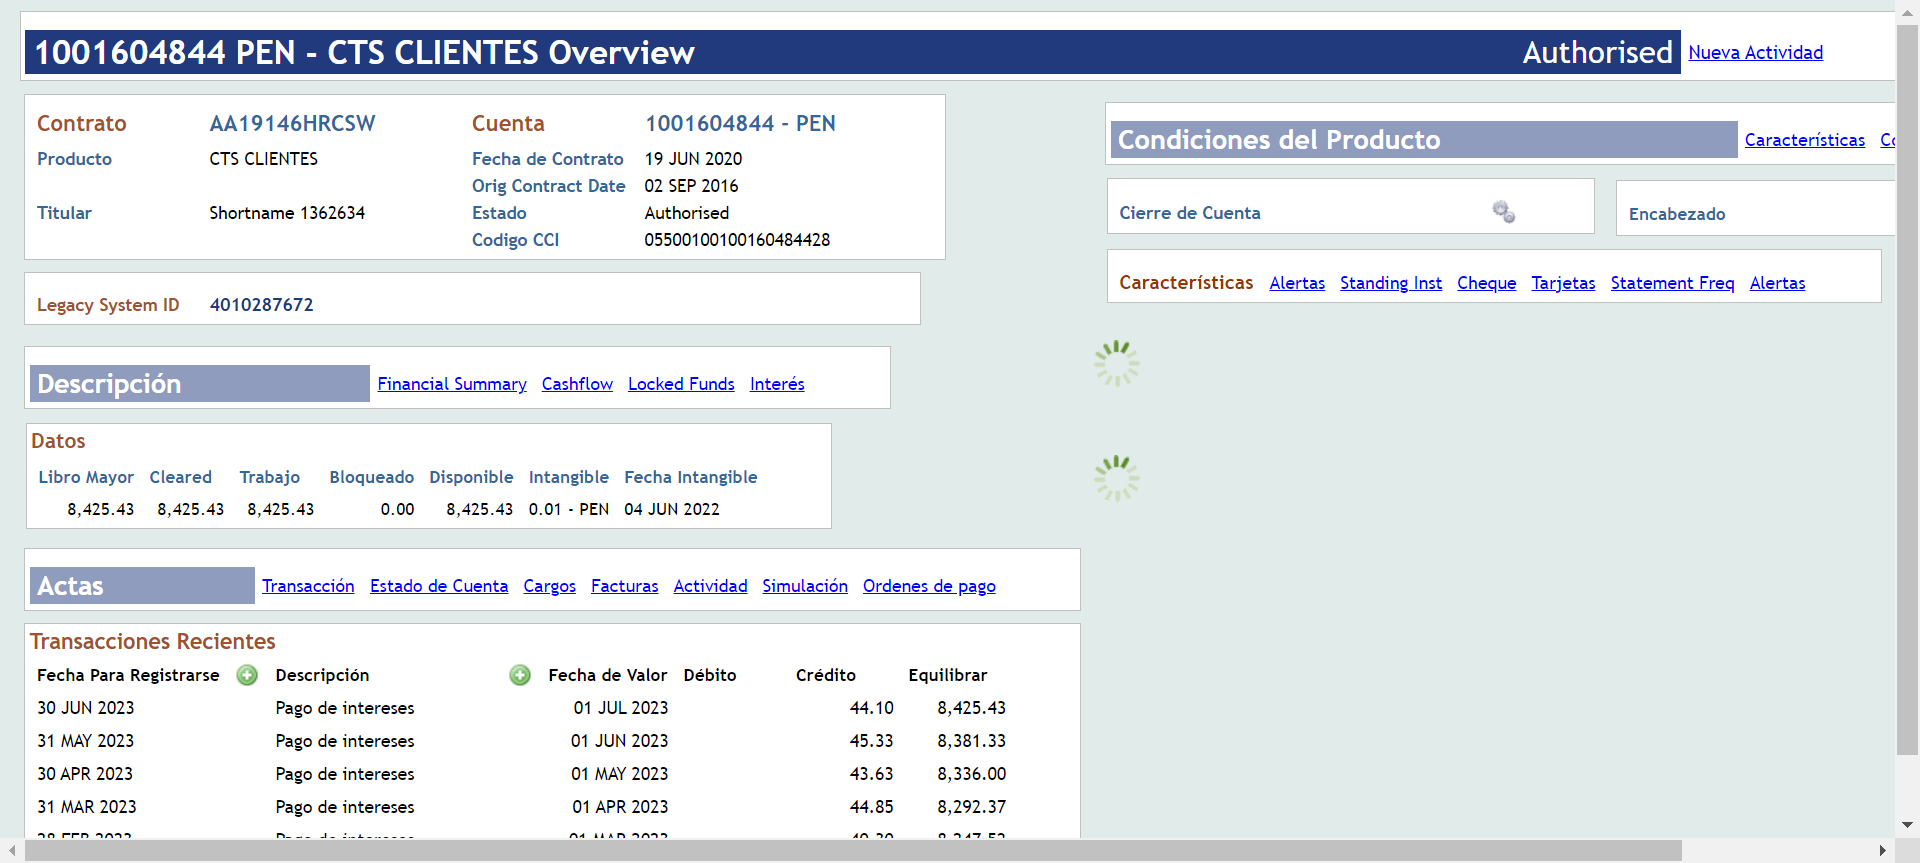 1001604844 PEN - CTS CLIENTES Overview Authorised Nueva Actividad
Contrato AA19146HRCSW Cuenta 1001604844 - PEN
Producto CTS CLIENTES Fecha de Contrato 19 JUN 2020
Orig Contract Date 02 SEP 2016
Titular Shortname 1362634 Estado Authorised
Codigo CCI 05500100100160484428
Legacy System ID 4010287672
Descripción Financial Summary Cashflow Locked Funds Interés
Datos
Libro Mayor Cleared Trabajo Bloqueado Disponible Intangible Fecha Intangible
8,425.43 8,425.43 8,425.43 0.00 8,425.43 0.01 - PEN 04 JUN 2022
Actas Transacción Estado de Cuenta Cargos Facturas Actividad Simulación Ordenes de pago
Transacciones Recientes
Fecha Para Registrarse Descripción Fecha de Valor Débito Crédito Equilibrar
30 JUN 2023 Pago de intereses 01 JUL 2023 44.10 8,425.43
31 MAY 2023 Pago de intereses 01 JUN 2023 45.33 8,381.33
30 APR 2023 Pago de intereses 01 MAY 2023 43.63 8,336.00
31 MAR 2023 Pago de intereses 01 APR 2023 44.85 8,292.37
28 FEB 2023 Pago de intereses 01 MAR 2023
Condiciones del Producto Características
Cierre de Cuenta Encabezado
Características Alertas Standing Inst Cheque Tarjetas Statement Freq Alertas